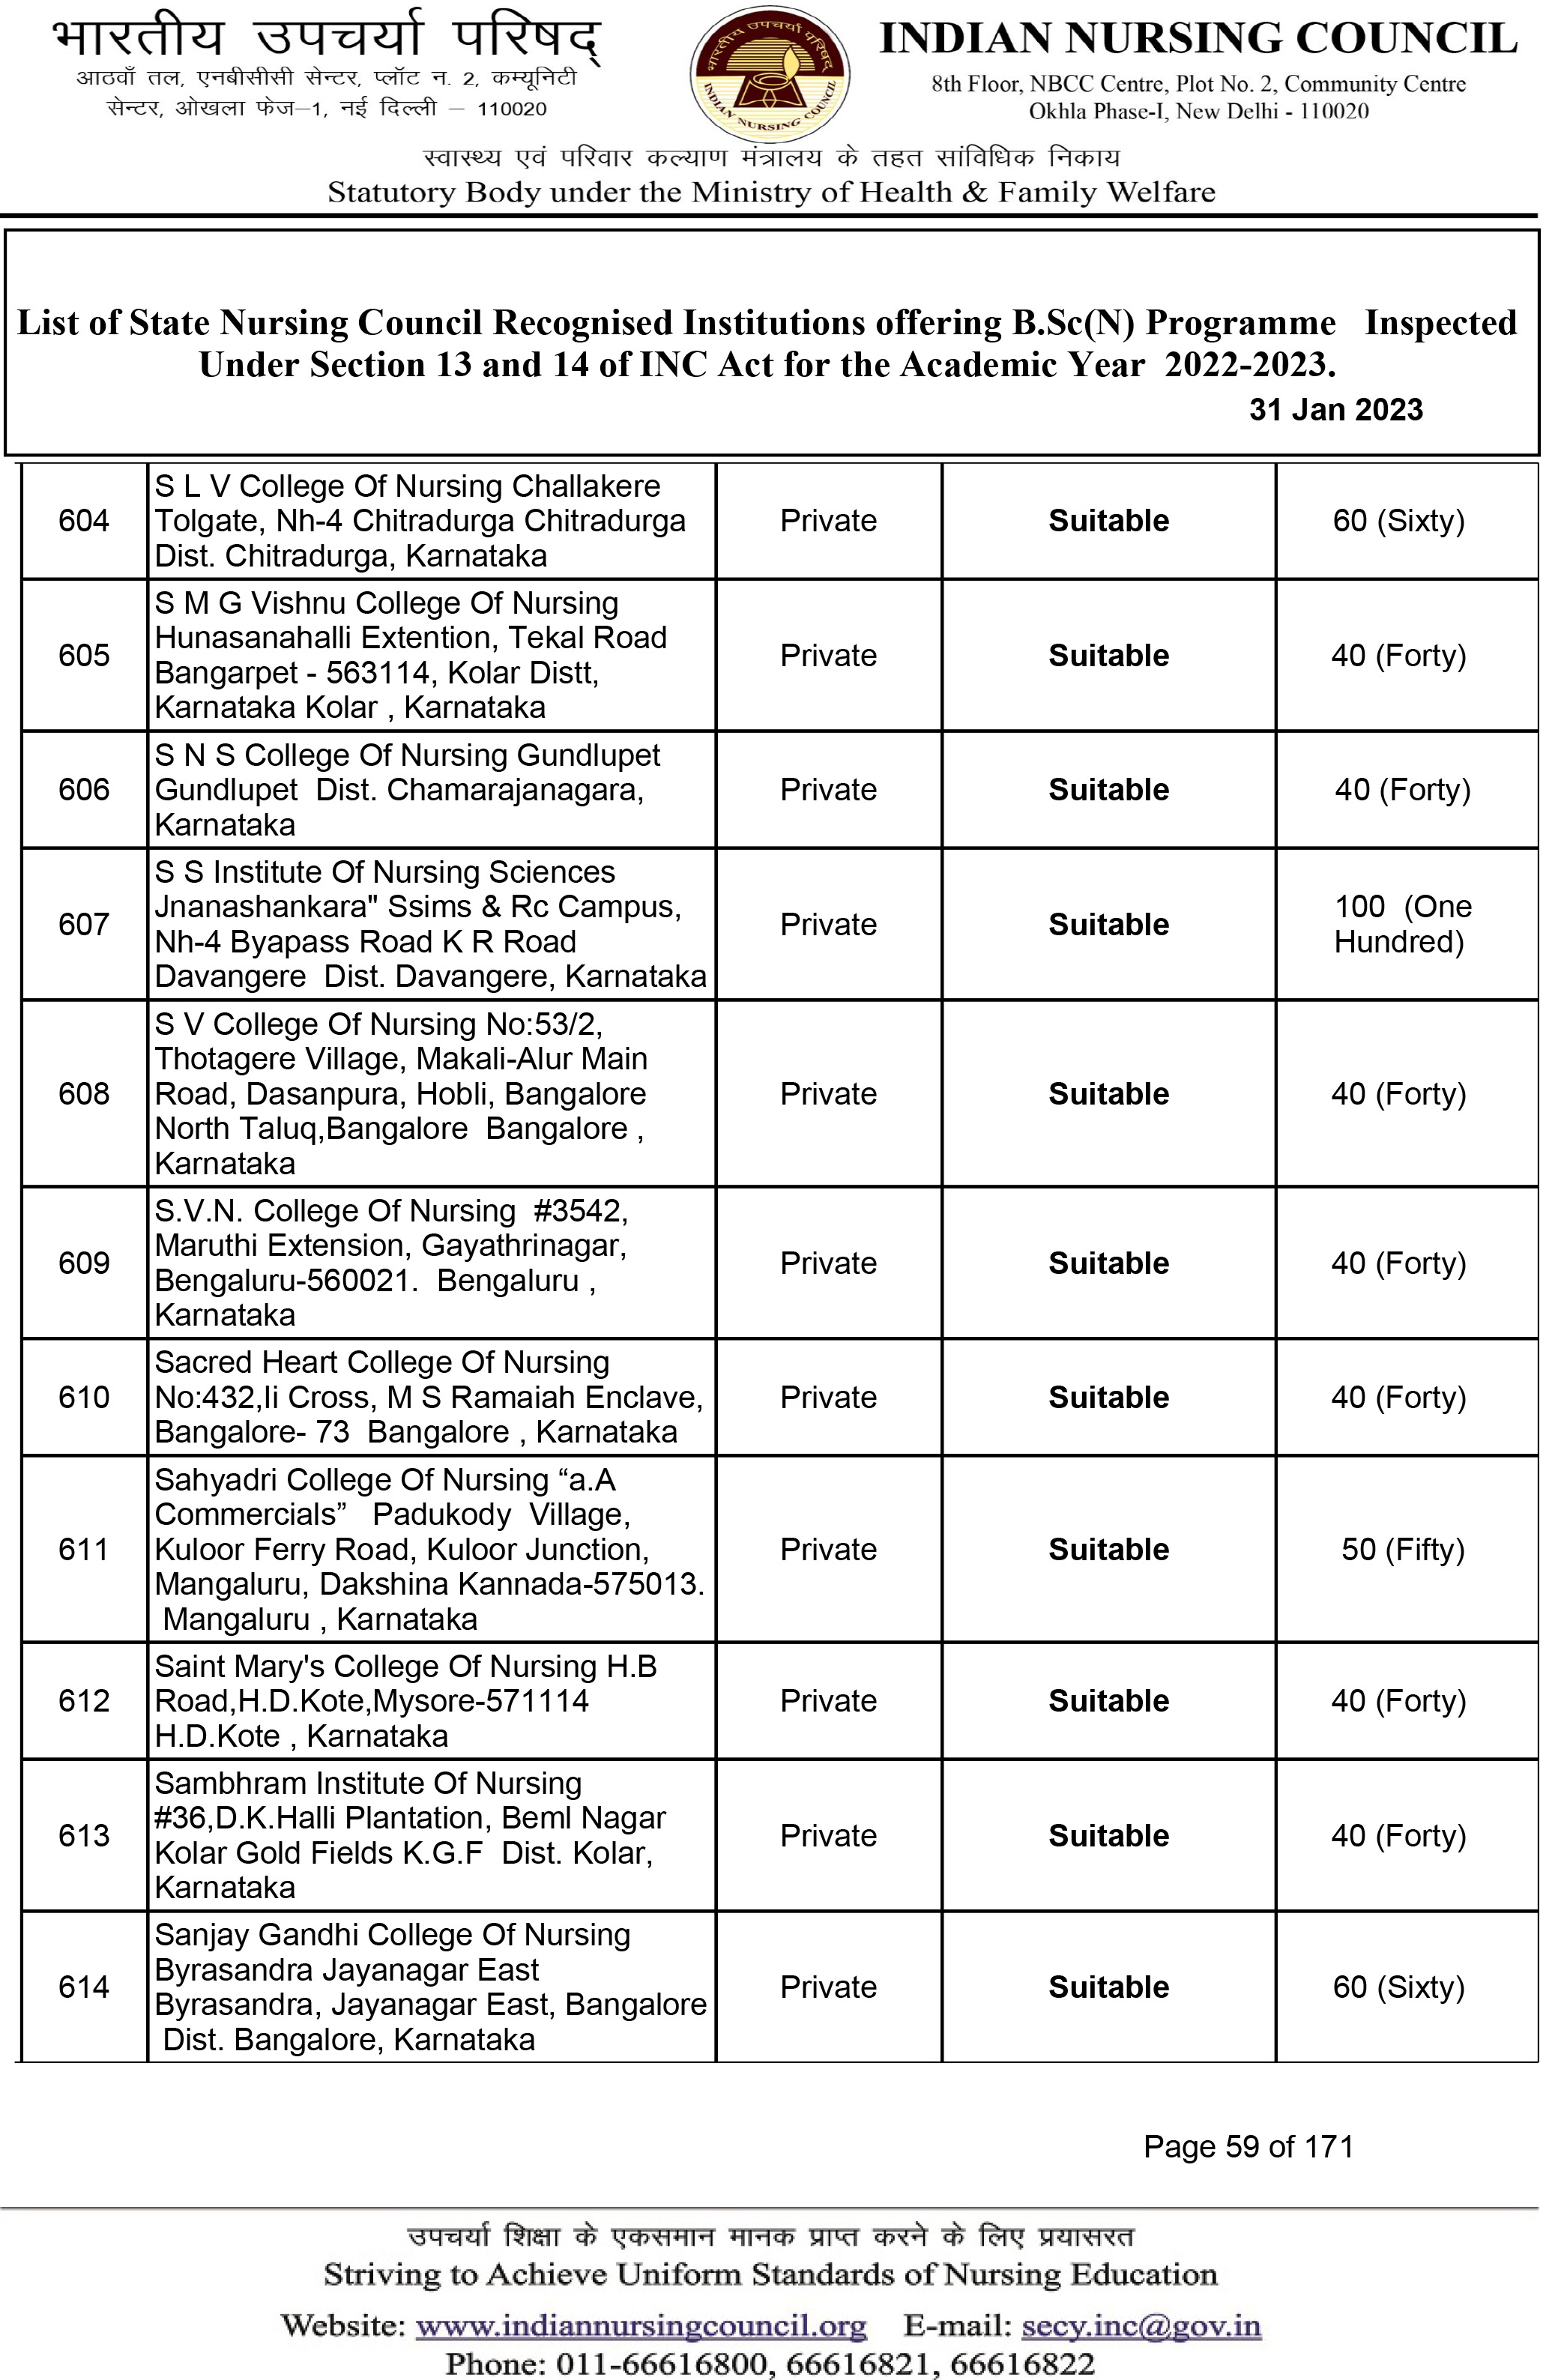 भारतीय उपचर्या परिषद्
आठवाँ तल, एनबीसीसी सेन्टर, प्लॉट न. 2, कम्यूनिटी
सेन्टर, ओखला फेज–1, नई दिल्ली – 110020
भारतीय उपचर्या परिषद्
INDIAN NURSING COUNCIL
INDIAN NURSING COUNCIL
8th Floor, NBCC Centre, Plot No. 2, Community Centre
Okhla Phase-I, New Delhi - 110020
स्वास्थ्य एवं परिवार कल्याण मंत्रालय के तहत सांविधिक निकाय
Statutory Body under the Ministry of Health & Family Welfare
List of State Nursing Council Recognised Institutions offering B.Sc(N) Programme Inspected
Under Section 13 and 14 of INC Act for the Academic Year 2022-2023.
31 Jan 2023
604
S L V College Of Nursing Challakere
Tolgate, Nh-4 Chitradurga Chitradurga
Dist. Chitradurga, Karnataka
Private
Suitable
60 (Sixty)
605
S M G Vishnu College Of Nursing
Hunasanahalli Extention, Tekal Road
Bangarpet - 563114, Kolar Distt,
Karnataka Kolar , Karnataka
Private
Suitable
40 (Forty)
606
S N S College Of Nursing Gundlupet
Gundlupet Dist. Chamarajanagara,
Karnataka
Private
Suitable
40 (Forty)
607
S S Institute Of Nursing Sciences
Jnanashankara" Ssims & Rc Campus,
Nh-4 Byapass Road K R Road
Davangere Dist. Davangere, Karnataka
Private
Suitable
100 (One
Hundred)
608
S V College Of Nursing No:53/2,
Thotagere Village, Makali-Alur Main
Road, Dasanpura, Hobli, Bangalore
North Taluq,Bangalore Bangalore ,
Karnataka
Private
Suitable
40 (Forty)
609
S.V.N. College Of Nursing #3542,
Maruthi Extension, Gayathrinagar,
Bengaluru-560021. Bengaluru ,
Karnataka
Private
Suitable
40 (Forty)
610
Sacred Heart College Of Nursing
No:432,Ii Cross, M S Ramaiah Enclave,
Bangalore- 73 Bangalore , Karnataka
Private
Suitable
40 (Forty)
611
Sahyadri College Of Nursing “a.A
Commercials” Padukody Village,
Kuloor Ferry Road, Kuloor Junction,
Mangaluru, Dakshina Kannada-575013.
Mangaluru , Karnataka
Private
Suitable
50 (Fifty)
612
Saint Mary's College Of Nursing H.B
Road,H.D.Kote,Mysore-571114
H.D.Kote , Karnataka
Private
Suitable
40 (Forty)
613
Sambhram Institute Of Nursing
#36,D.K.Halli Plantation, Beml Nagar
Kolar Gold Fields K.G.F Dist. Kolar,
Karnataka
Private
Suitable
40 (Forty)
614
Sanjay Gandhi College Of Nursing
Byrasandra Jayanagar East
Byrasandra, Jayanagar East, Bangalore
Dist. Bangalore, Karnataka
Private
Suitable
60 (Sixty)
Page 59 of 171
उपचर्या शिक्षा के एकसमान मानक प्राप्त करने के लिए प्रयासरत
Striving to Achieve Uniform Standards of Nursing Education
Website: www.indiannursingcouncil.org E-mail: secy.inc@gov.in
Phone: 011-66616800, 66616821, 66616822